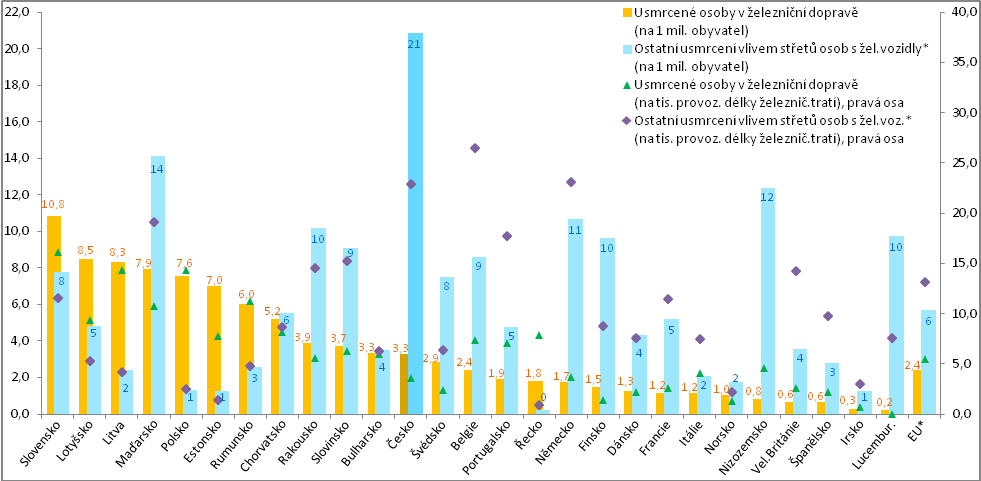 22,0
20,0
18,0
16,0
14,0
12,0
10,0
8,0
6,0
4,0
2,0
0,0
40,0
35,0
30,0
25,0
20,0
15,0
10,0
5,0
0,0
Usmrcené osoby v železniční dopravě
(na 1 mil. obyvatel)
Ostatní usmrcení vlivem střetů osob s žel.vozidly*
(na 1 mil. obyvatel)
Usmrcené osoby v železniční dopravě
(na tis. provoz. délky železnič.tratí), pravá osa
Ostatní usmrcení vlivem střetů osob s žel.voz.*
(na tis. provoz. délky železnič.tratí), pravá osa
10,8 8,5 8,3 7,9 7,6 7,0 6,0 5,2 3,9 3,7 3,3 3,3 2,9 2,4 1,9 1,8 1,7 1,5 1,3 1,2 1,2 1,0 0,8 0,6 0,6 0,3 0,2 2,4
8 5 2 14 1 1 3 6 10 9 4 21 8 9 5 0 11 10 4 5 2 2 12 4 3 1 10 6
Slovensko
Lotyšsko
Litva
Maďarsko
Polsko
Estonsko
Rumunsko
Chorvatsko
Rakousko
Slovinsko
Bulharsko
Česko
Švédsko
Belgie
Portugalsko
Řecko
Německo
Finsko
Dánsko
Francie
Itálie
Norsko
Nizozemsko
Vel.Británie
Španělsko
Irsko
Lucembur.
EU*